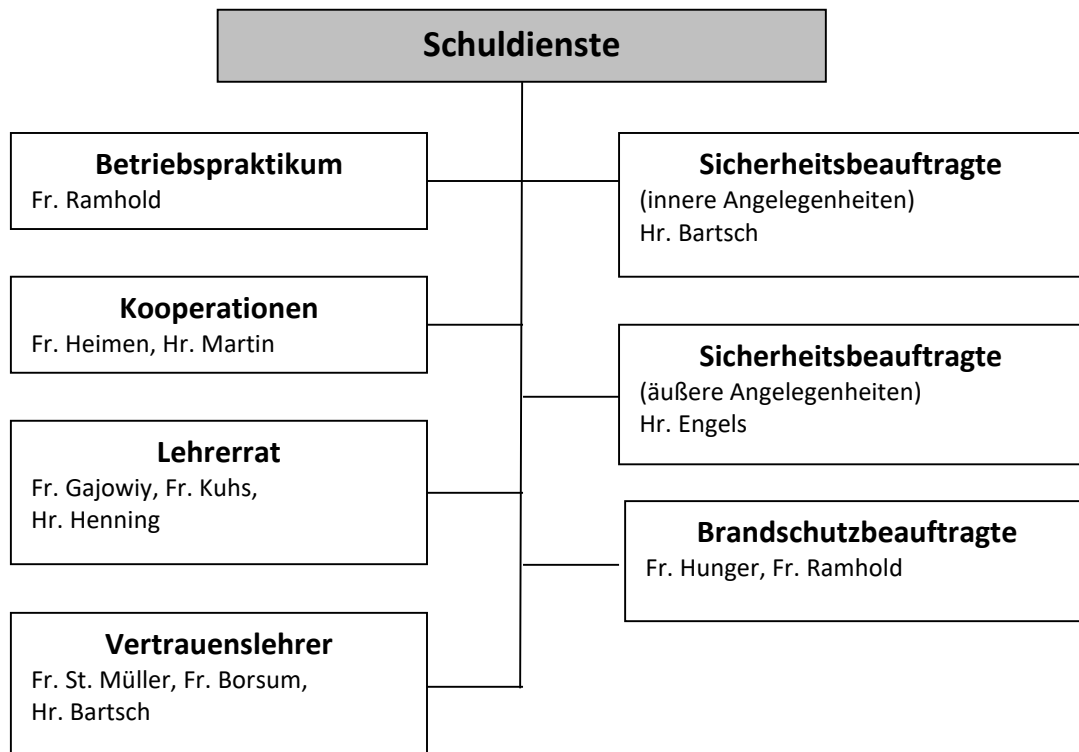 Schuldienste
Betriebspraktikum
Fr. Ramhold
Kooperationen
Fr. Heimen, Hr. Martin
Lehrerrat
Fr. Gajowiy, Fr. Kuhs,
Hr. Henning
Vertrauenslehrer
Fr. St. Müller, Fr. Borsum,
Hr. Bartsch
Sicherheitsbeauftragte
(innere Angelegenheiten)
Hr. Bartsch
Sicherheitsbeauftragte
(äußere Angelegenheiten)
Hr. Engels
Brandschutzbeauftragte
Fr. Hunger, Fr. Ramhold